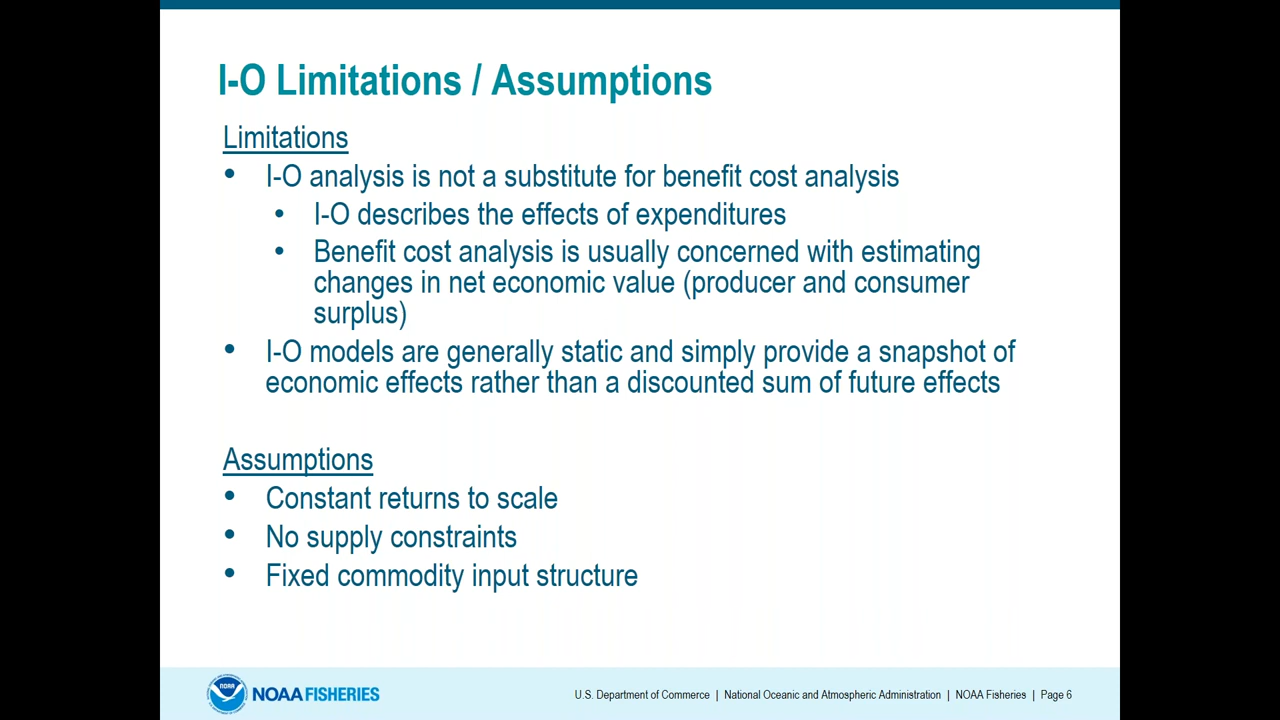 I-O Limitations / Assumptions
Limitations
• I-O analysis is not a substitute for benefit cost analysis
• I-O describes the effects of expenditures
• Benefit cost analysis is usually concerned with estimating
changes in net economic value (producer and consumer
surplus)
• I-O models are generally static and simply provide a snapshot of
economic effects rather than a discounted sum of future effects
Assumptions
• Constant returns to scale
• No supply constraints
• Fixed commodity input structure
NOAA
NOAA FISHERIES
U.S. Department of Commerce | National Oceanic and Atmospheric Administration | NOAA Fisheries | Page 6